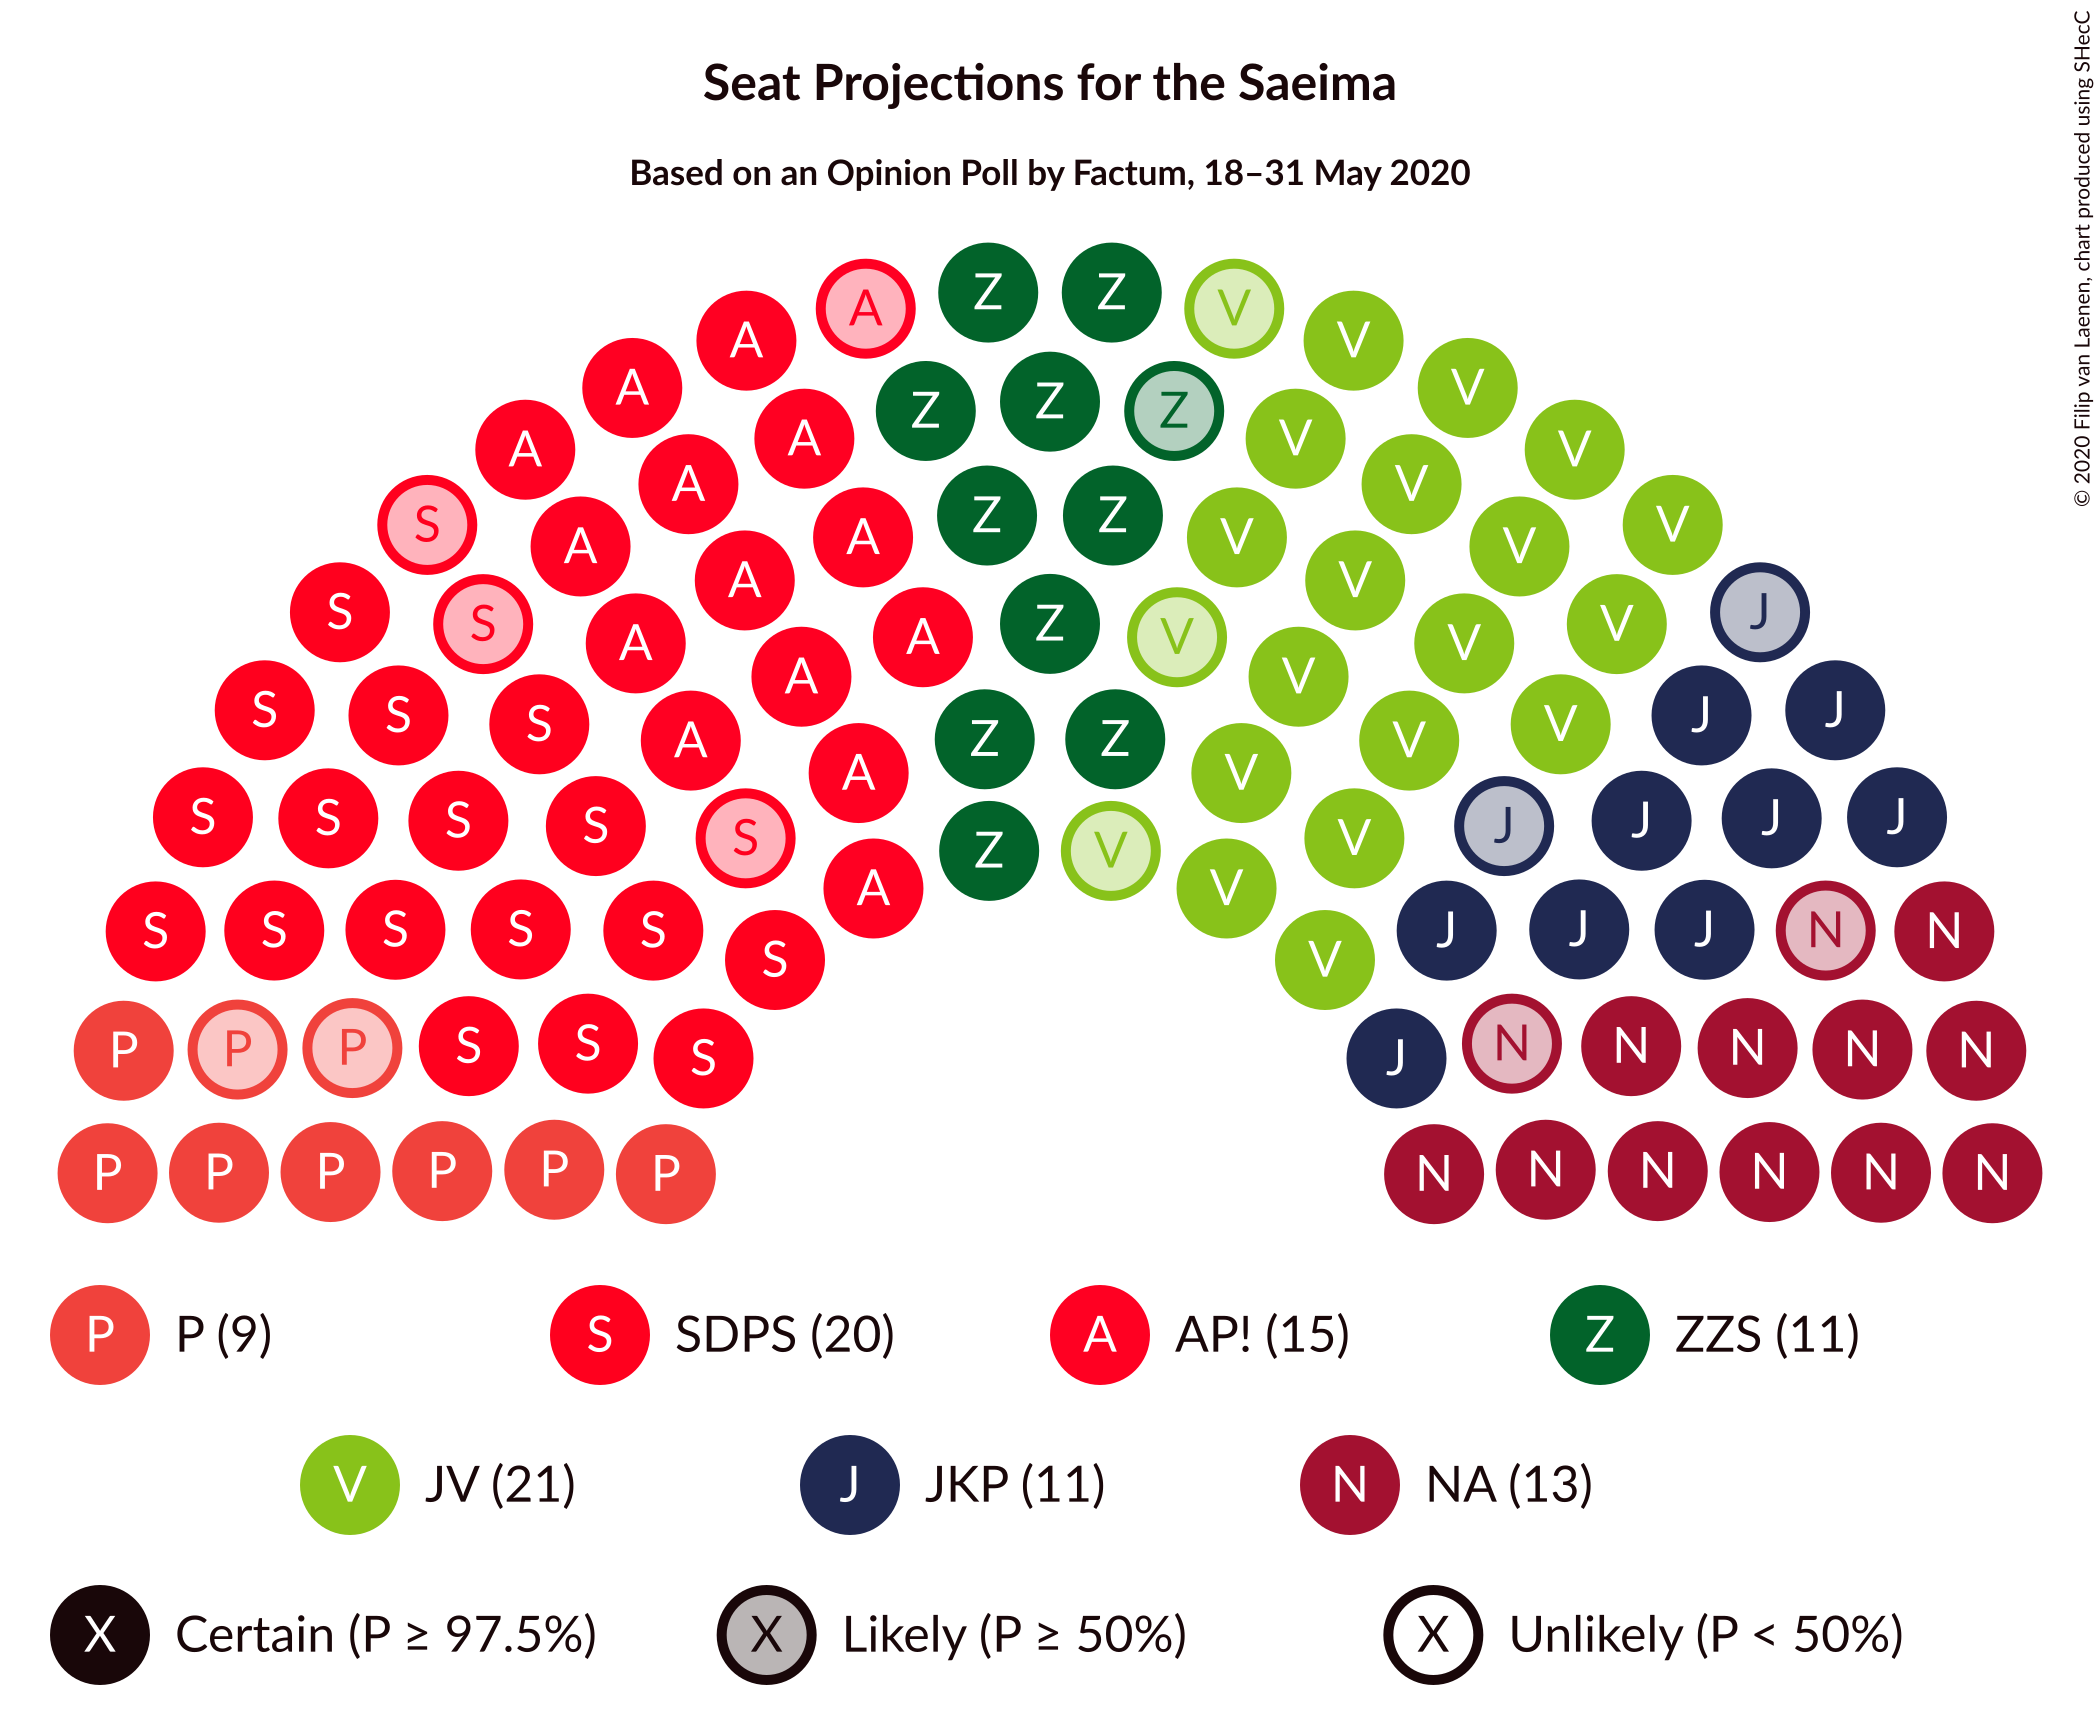 © 2020 Filip van Laenen, chart produced using SHecC
Seat Projections for the Saeima
Based on an Opinion Poll by Factum, 18–31 May 2020
A Z Z V
A V
A V
Z Z Z
A V
A V
A V
Z Z
S V
A V
A V
A V
S J
S Z V
A V
A V
A V
S J
S J
S V
A Z Z V
A V
S S S S J J J J
S V
Z V
A V
S S S S S J J J N N
S V
P P P S S S J N N N N N
P P P P P P N N N N N N
P P (9) S SDPS (20) A AP! (15) Z ZZS (11)
V JV (21) J JKP (11) N NA (13)
X Certain (P ≥ 97.5%) X Likely (P ≥ 50%) X Unlikely (P < 50%)